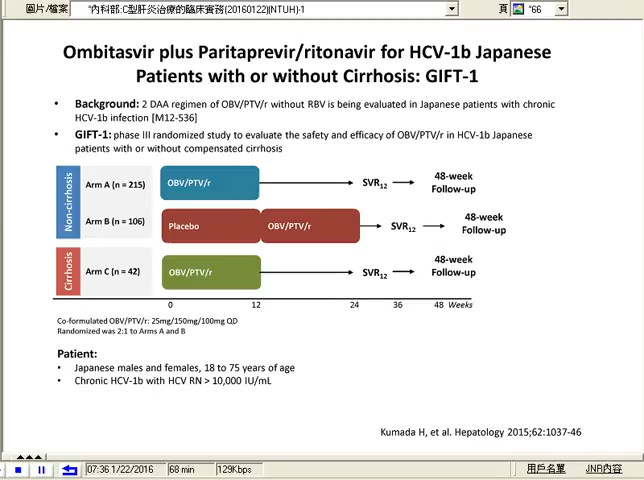 圖片/檔案
"內科部:C型肝炎治療的臨床實務(20160122)(NTUH)-1
頁
"66
Ombitasvir plus Paritaprevir/ritonavir for HCV-1b Japanese
Patients with or without Cirrhosis: GIFT-1
• Background: 2 DAA regimen of OBV/PTV/r without RBV is being evaluated in Japanese patients with chronic
HCV-1b infection [M12-536]
• GIFT-1: phase III randomized study to evaluate the safety and efficacy of OBV/PTV/r in HCV-1b Japanese
patients with or without compensated cirrhosis
Non-cirrhosis
Arm A (n = 215)
OBV/PTV/r
SVR12
48-week
Follow-up
Arm B (n = 106)
Placebo
OBV/PTV/r
SVR12
48-week
Follow-up
Cirrhosis
Arm C (n = 42)
OBV/PTV/r
SVR12
48-week
Follow-up
0 12 24 36 48 Weeks
Co-formulated OBV/PTV/r: 25mg/150mg/100mg QD
Randomized was 2:1 to Arms A and B
Patient:
• Japanese males and females, 18 to 75 years of age
• Chronic HCV-1b with HCV RN > 10,000 IU/mL
Kumada H, et al. Hepatology 2015;62:1037-46
07:36 1/22/2016
68 min
129Kbps
用戶名單
JNR內容